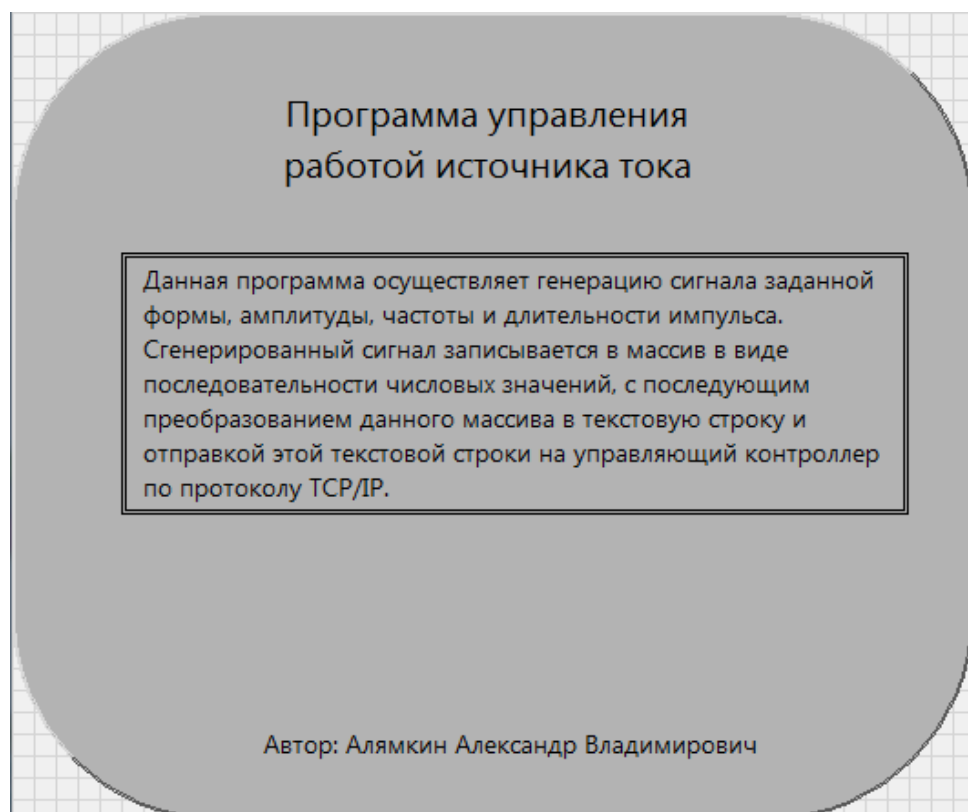 Программа управления
работой источника тока
Данная программа осуществляет генерацию сигнала заданной
формы, амплитуды, частоты и длительности импульса.
Сгенерированный сигнал записывается в массив в виде
последовательности числовых значений, с последующим
преобразованием данного массива в текстовую строку и
отправкой этой текстовой строки на управляющий контроллер
по протоколу TCP/IP.
Автор: Алямкин Александр Владимирович